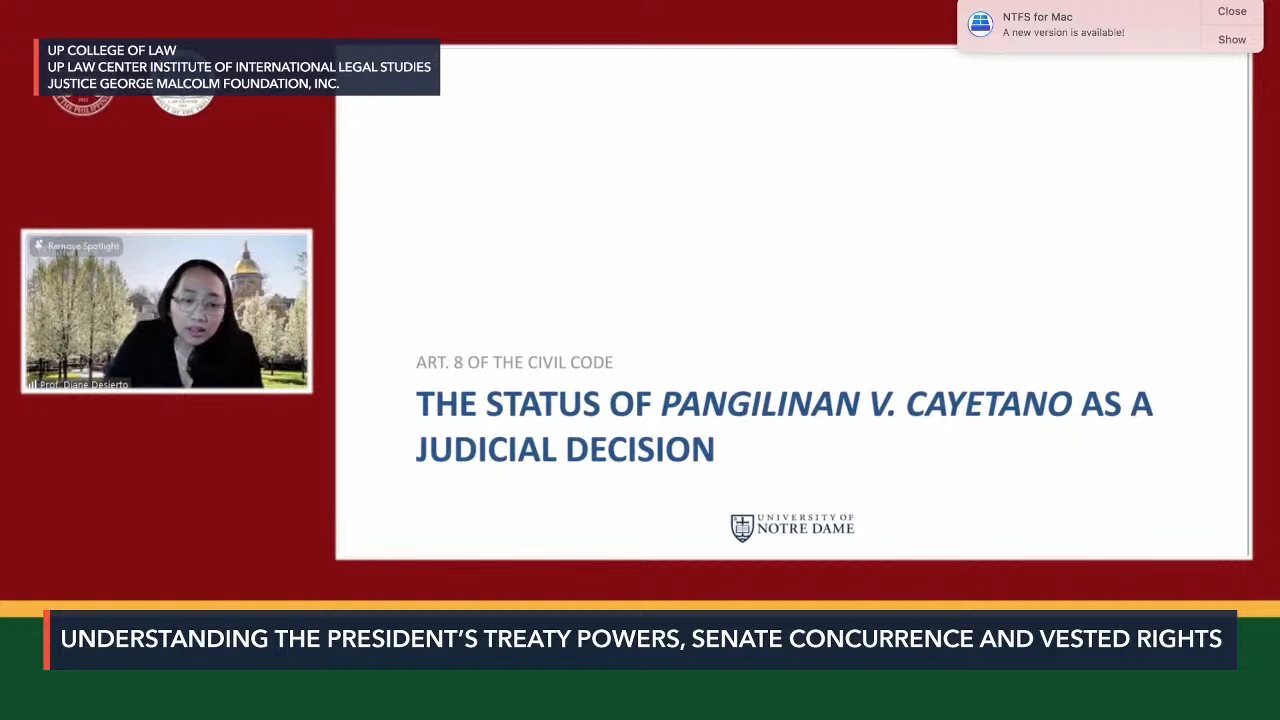 UP COLLEGE OF LAW
UP LAW CENTER INSTITUTE OF INTERNATIONAL LEGAL STUDIES
JUSTICE GEORGE MALCOLM FOUNDATION, INC.
NTFS for Mac
A new version is available!
Close
Show
THE PHILIPPI
Remove Spotlight
Prof. Diane Desierto
ART. 8 OF THE CIVIL CODE
THE STATUS OF PANGILINAN V. CAYETANO AS A
JUDICIAL DECISION
UNIVERSITY OF
NOTRE DAME
UNDERSTANDING THE PRESIDENT'S TREATY POWERS, SENATE CONCURRENCE AND VESTED RIGHTS